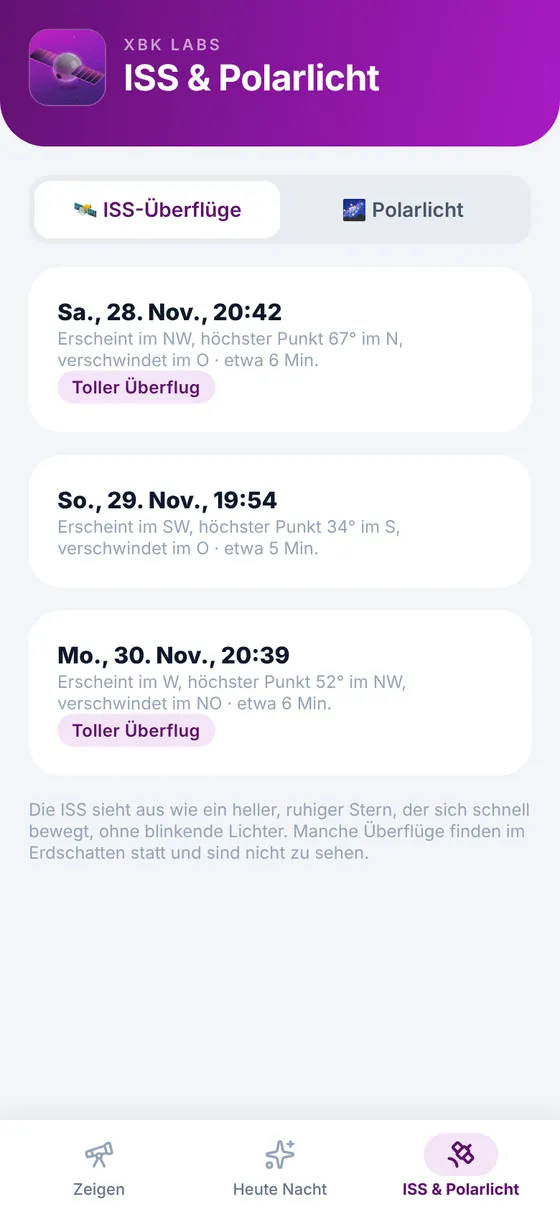 XBK LABS
ISS & Polarlicht
ISS-Überflüge
Polarlicht
Sa., 28. Nov., 20:42
Erscheint im NW, höchster Punkt 67° im N,
verschwindet im O · etwa 6 Min.
Toller Überflug
So., 29. Nov., 19:54
Erscheint im SW, höchster Punkt 34° im S,
verschwindet im O · etwa 5 Min.
Mo., 30. Nov., 20:39
Erscheint im W, höchster Punkt 52° im NW,
verschwindet im NO · etwa 6 Min.
Toller Überflug
Die ISS sieht aus wie ein heller, ruhiger Stern, der sich schnell
bewegt, ohne blinkende Lichter. Manche Überflüge finden im
Erdschatten statt und sind nicht zu sehen.
Zeigen
Heute Nacht
ISS & Polarlicht